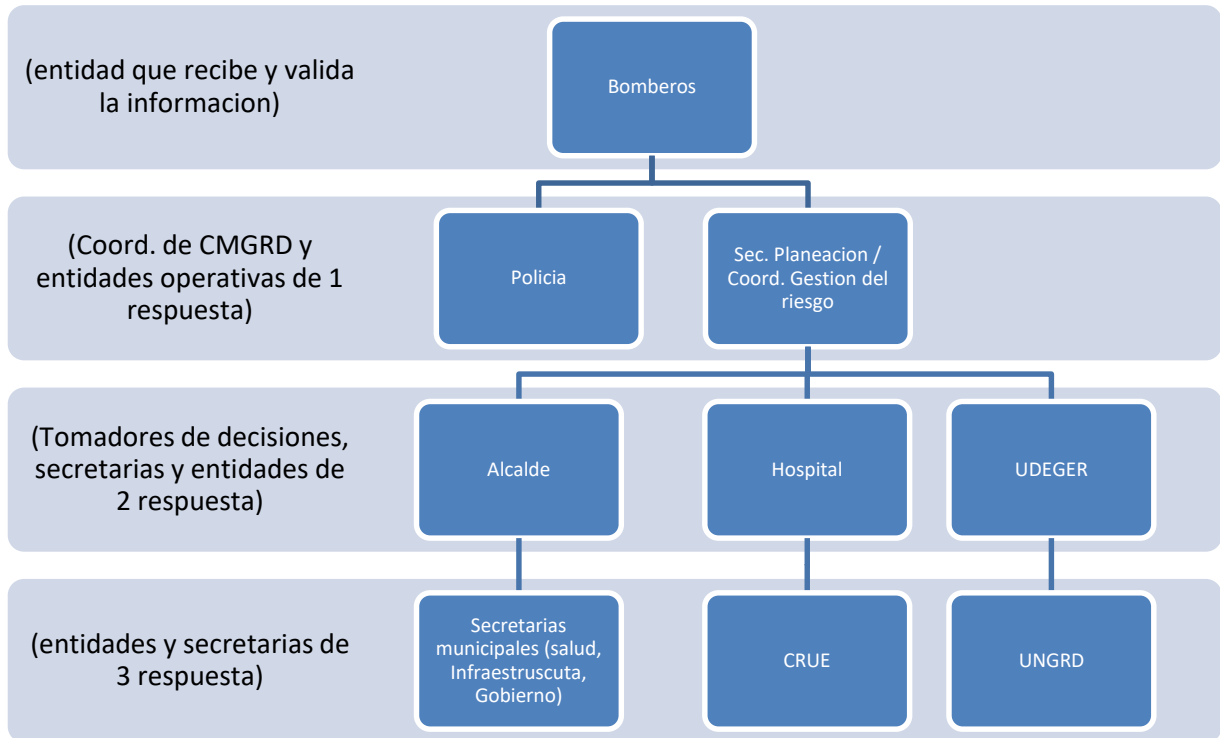 (entidad que recibe y valida
la informacion)
Bomberos
(Coord. de CMGRD y
entidades operativas de 1
respuesta)
Policia
Sec. Planeacion /
Coord. Gestion del
riesgo
(Tomadores de decisiones,
secretarias y entidades de
2 respuesta)
Alcalde
Hospital
UDEGER
(entidades y secretarias de
3 respuesta)
Secretarias
municipales (salud,
Infraestruscuta,
Gobierno)
CRUE
UNGRD